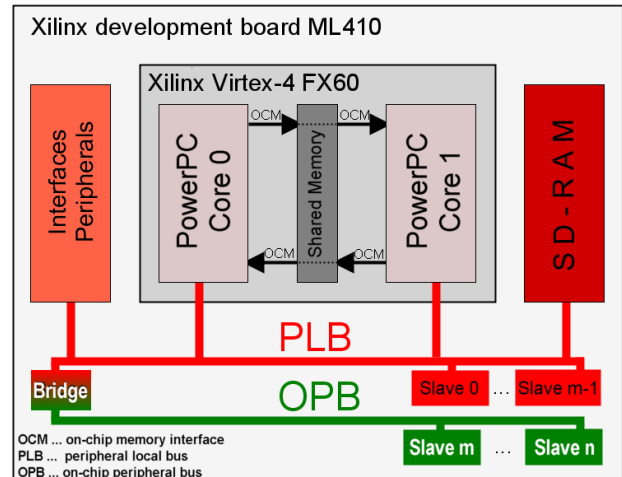 Xilinx development board ML410
Xilinx Virtex-4 FX60
Interfaces
Peripherals
PowerPC
Core 0
OCM
OCM
Shared Memory
OCM
OCM
PowerPC
Core 1
SD-RAM
PLB
Bridge
Slave 0 ... Slave m-1
OPB
Slave m ... Slave n
OCM ... on-chip memory interface
PLB ... peripheral local bus
OPB ... on-chip peripheral bus